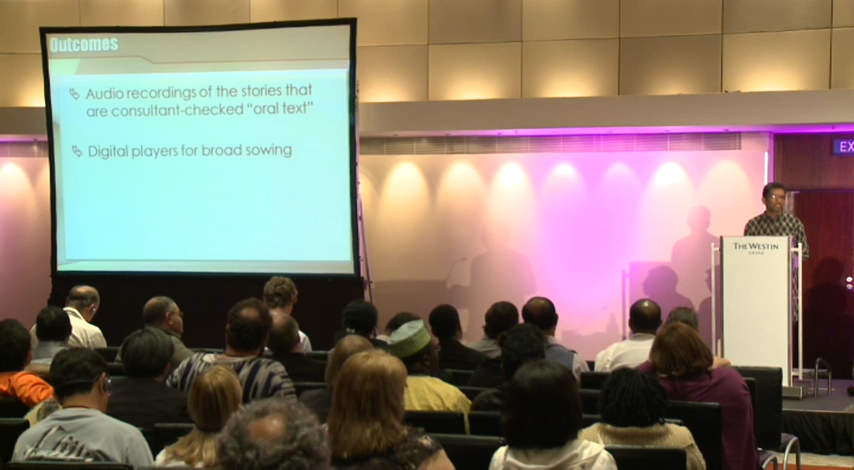 Outcomes
Audio recordings of the stories that
are consultant-checked "oral text"
Digital players for broad sowing
THE WESTIN
EX